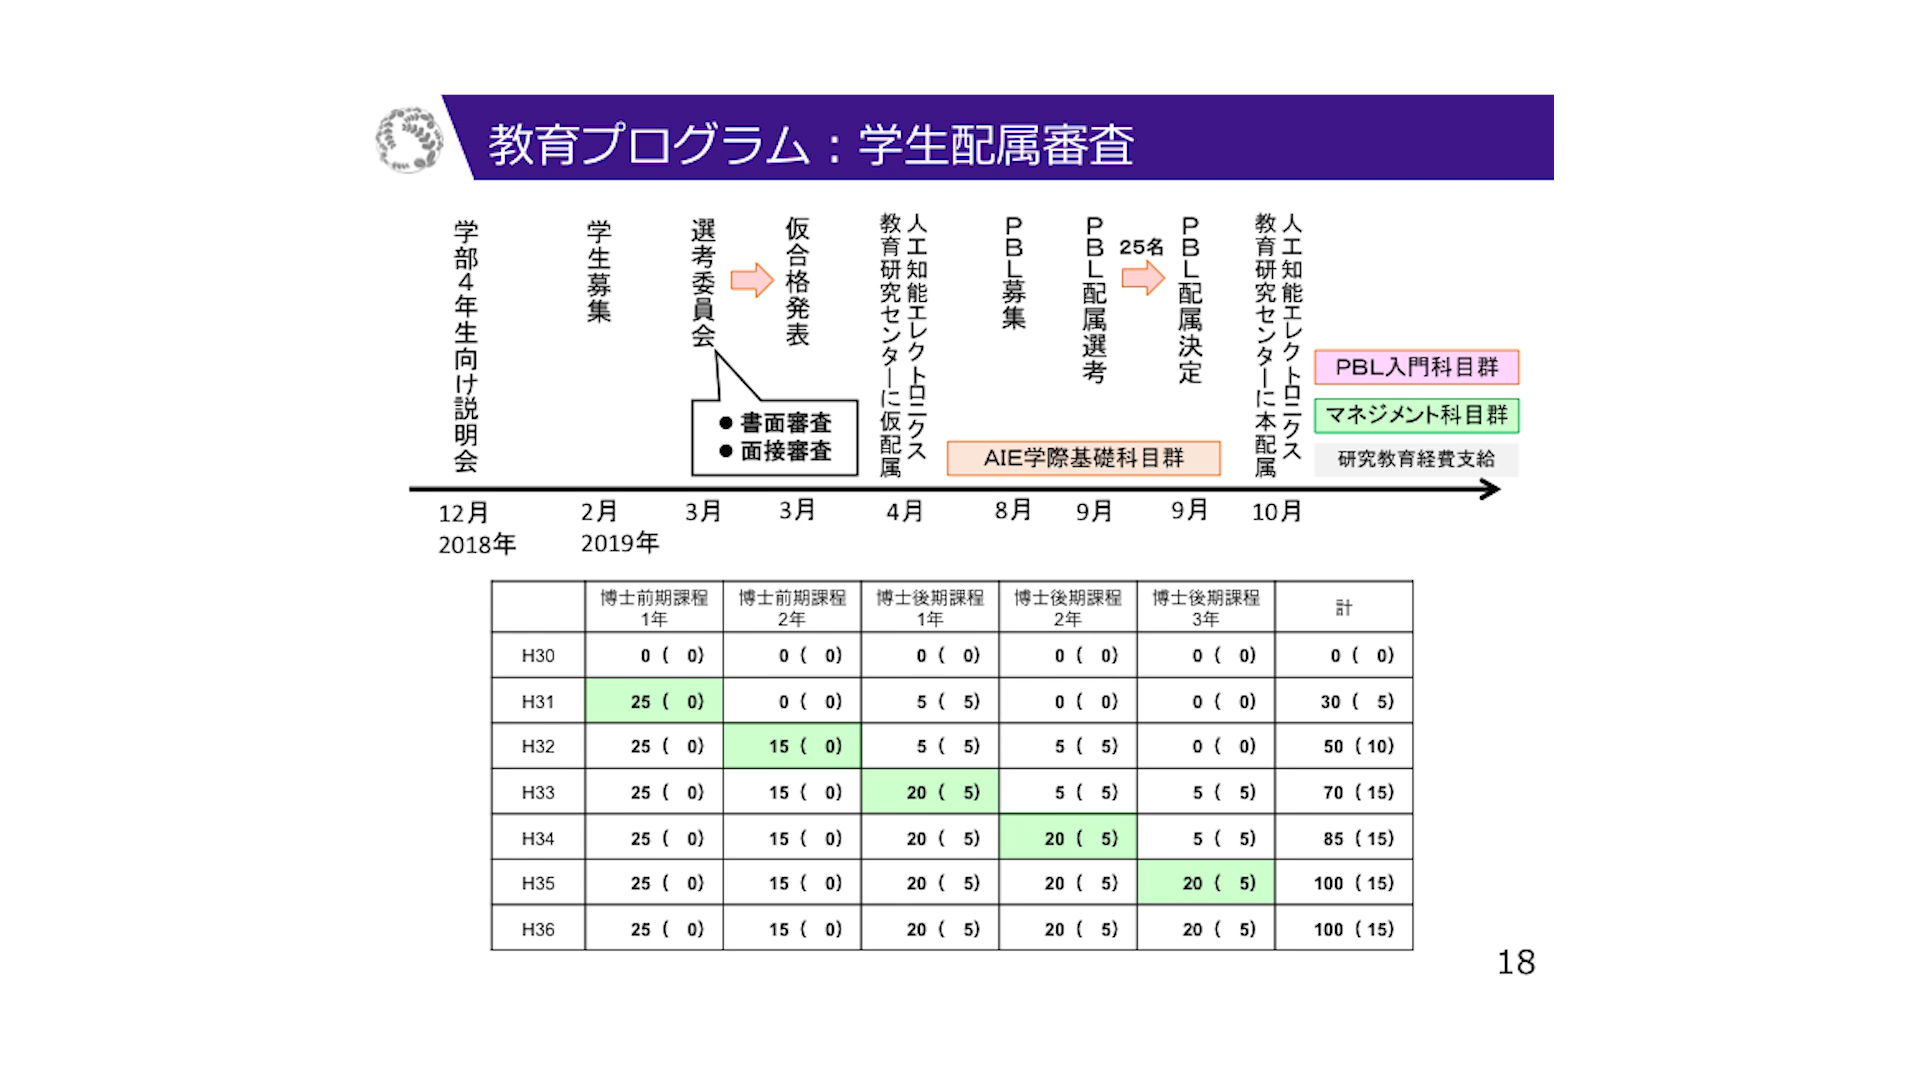 教育プログラム：学生配属審査
学部４年生向け説明会
学生募集
選考委員会
仮合格発表
人工知能エレクトロニクス
教育研究センターに仮配属
ＰＢＬ募集
ＰＢＬ配属選考
25名
ＰＢＬ配属決定
人工知能エレクトロニクス
教育研究センターに本配属
● 書面審査
● 面接審査
AIE学際基礎科目群
PBL入門科目群
マネジメント科目群
研究教育経費支給
12月 2月 3月 3月 4月 8月 9月 9月 10月
2018年 2019年
博士前期課程 博士前期課程 博士後期課程 博士後期課程 博士後期課程 計
1年 2年 1年 2年 3年
H30 0 ( 0) 0 ( 0) 0 ( 0) 0 ( 0) 0 ( 0) 0 ( 0)
H31 25 ( 0) 0 ( 0) 5 ( 5) 0 ( 0) 0 ( 0) 30 ( 5)
H32 25 ( 0) 15 ( 0) 5 ( 5) 5 ( 5) 0 ( 0) 50 ( 10)
H33 25 ( 0) 15 ( 0) 20 ( 5) 5 ( 5) 5 ( 5) 70 ( 15)
H34 25 ( 0) 15 ( 0) 20 ( 5) 20 ( 5) 5 ( 5) 85 ( 15)
H35 25 ( 0) 15 ( 0) 20 ( 5) 20 ( 5) 20 ( 5) 100 ( 15)
H36 25 ( 0) 15 ( 0) 20 ( 5) 20 ( 5) 20 ( 5) 100 ( 15)
18